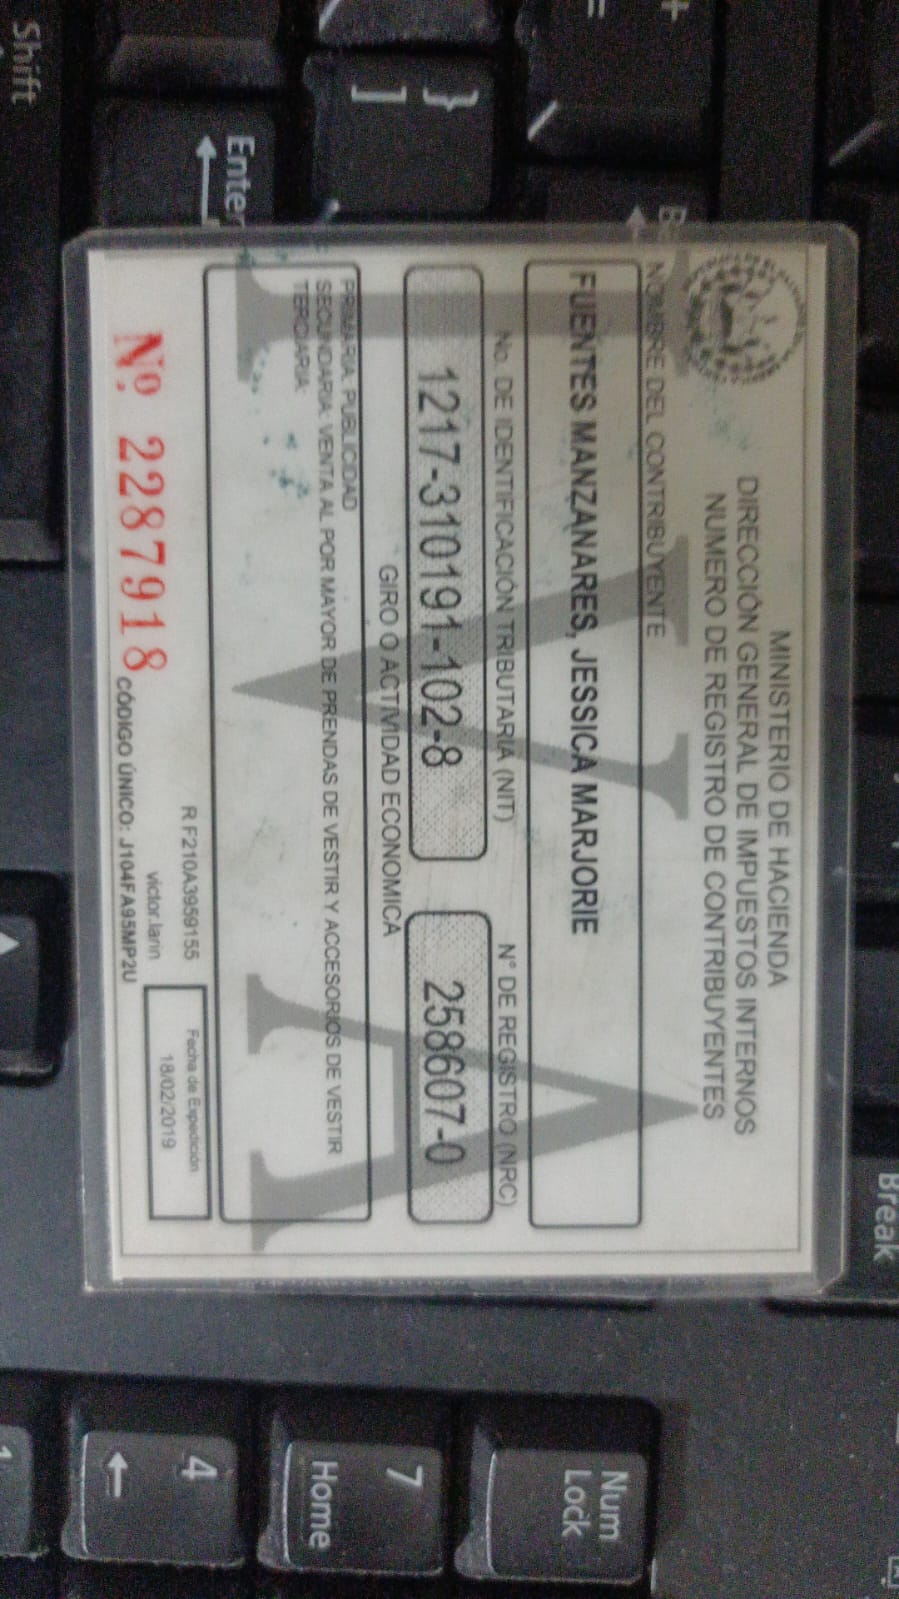 MINISTERIO DE HACIENDA
DIRECCIÓN GENERAL DE IMPUESTOS INTERNOS
NUMERO DE REGISTRO DE CONTRIBUYENTES
NOMBRE DEL CONTRIBUYENTE
FUENTES MANZANARES, JESSICA MARJORIE
No. DE IDENTIFICACIÓN TRIBUTARIA (NIT)
N° DE REGISTRO (NRC)
1217-310191-102-8
258607-0
GIRO O ACTIVIDAD ECONOMICA
PRIMARIA: PUBLICIDAD
SECUNDARIA: VENTA AL POR MAYOR DE PRENDAS DE VESTIR Y ACCESORIOS DE VESTIR
TERCIARIA:
IVA
R F210A3959155
victor.larin
Fecha de Expedición
18/02/2019
Nº. 2287918
CÓDIGO ÚNICO: J104FA95MP2U
Shift
Enter
}
]
+
=
Break
Num
Lock
7
Home
4